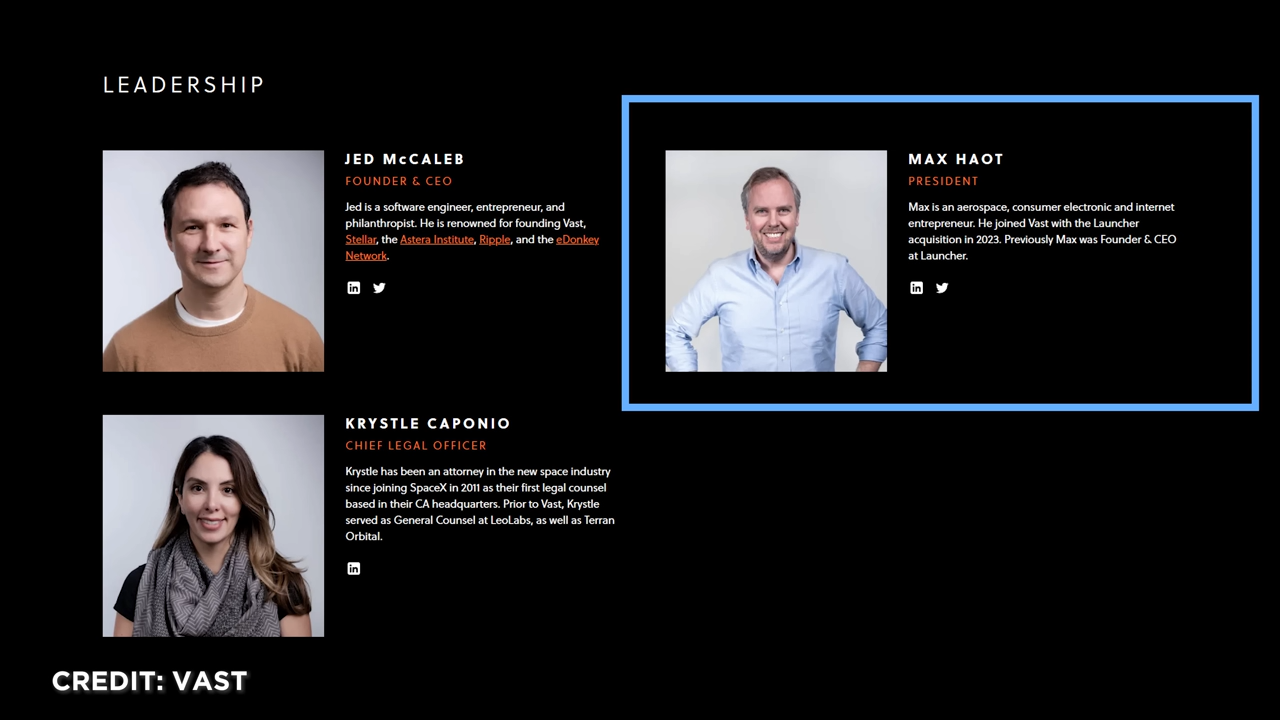 LEADERSHIP
JED McCALEB
FOUNDER & CEO
Jed is a software engineer, entrepreneur, and
philanthropist. He is renowned for founding Vast,
Stellar, the Astera Institute, Ripple, and the eDonkey
Network.
MAX HAOT
PRESIDENT
Max is an aerospace, consumer electronic and internet
entrepreneur. He joined Vast with the Launcher
acquisition in 2023. Previously Max was Founder & CEO
at Launcher.
KRYSTLE CAPONIO
CHIEF LEGAL OFFICER
Krystle has been an attorney in the new space industry
since joining SpaceX in 2011 as their first legal counsel
based in their CA headquarters. Prior to Vast, Krystle
served as General Counsel at LeoLabs, as well as Terran
Orbital.
CREDIT: VAST